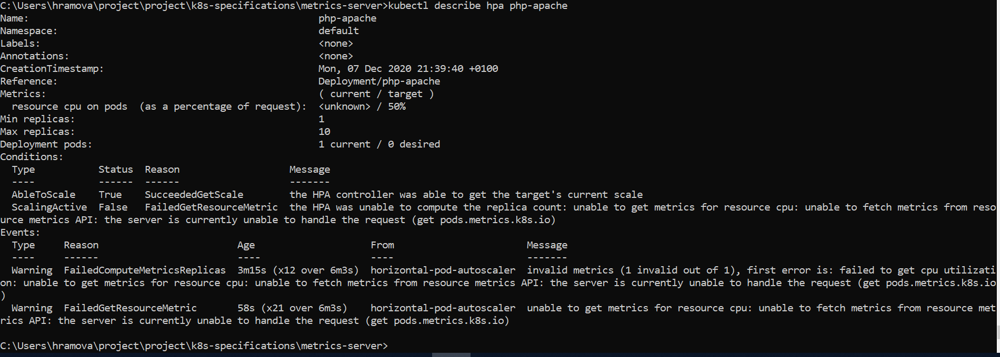 C:\Users\hramova\project\project\k8s-specifications\metrics-server>kubectl describe hpa php-apache
Name:                                                  php-apache
Namespace:                                             default
Labels:                                                <none>
Annotations:                                           <none>
CreationTimestamp:                                     Mon, 07 Dec 2020 21:39:40 +0100
Reference:                                             Deployment/php-apache
Metrics:                                               ( current / target )
  resource cpu on pods  (as a percentage of request):  <unknown> / 50%
Min replicas:                                          1
Max replicas:                                          10
Deployment pods:                                       1 current / 0 desired
Conditions:
  Type           Status  Reason                   Message
  ----           ------  ------                   -------
  AbleToScale    True    SucceededGetScale        the HPA controller was able to get the target's current scale
  ScalingActive  False   FailedGetResourceMetric  the HPA was unable to compute the replica count: unable to get metrics for resource cpu: unable to fetch metrics from reso
urce metrics API: the server is currently unable to handle the request (get pods.metrics.k8s.io)
Events:
  Type     Reason                        Age                    From                       Message
  ----     ------                        ----                   ----                       -------
  Warning  FailedComputeMetricsReplicas  3m15s (x12 over 6m3s)  horizontal-pod-autoscaler  invalid metrics (1 invalid out of 1), first error is: failed to get cpu utilizati
on: unable to get metrics for resource cpu: unable to fetch metrics from resource metrics API: the server is currently unable to handle the request (get pods.metrics.k8s.io
)
  Warning  FailedGetResourceMetric       58s (x21 over 6m3s)    horizontal-pod-autoscaler  unable to get metrics for resource cpu: unable to fetch metrics from resource met
rics API: the server is currently unable to handle the request (get pods.metrics.k8s.io)
C:\Users\hramova\project\project\k8s-specifications\metrics-server>